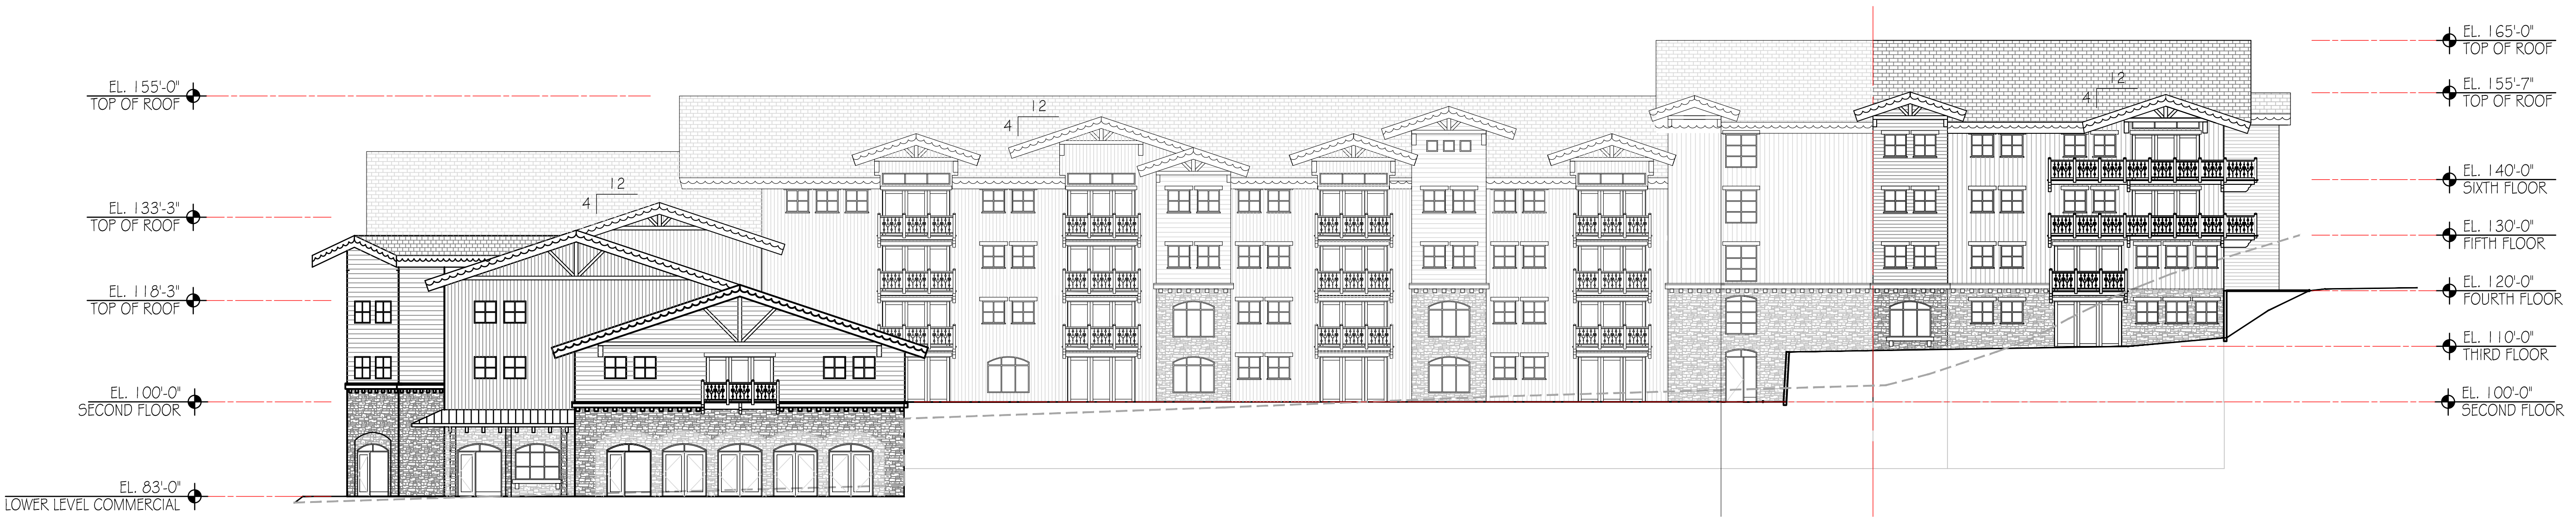 EL. 155'-0"
TOP OF ROOF
EL. 133'-3"
TOP OF ROOF
EL. 118'-3"
TOP OF ROOF
EL. 100'-0"
SECOND FLOOR
EL. 83'-0"
LOWER LEVEL COMMERCIAL
12
4
12
4
12
4
EL. 165'-0"
TOP OF ROOF
EL. 155'-7"
TOP OF ROOF
EL. 140'-0"
SIXTH FLOOR
EL. 130'-0"
FIFTH FLOOR
EL. 120'-0"
FOURTH FLOOR
EL. 110'-0"
THIRD FLOOR
EL. 100'-0"
SECOND FLOOR